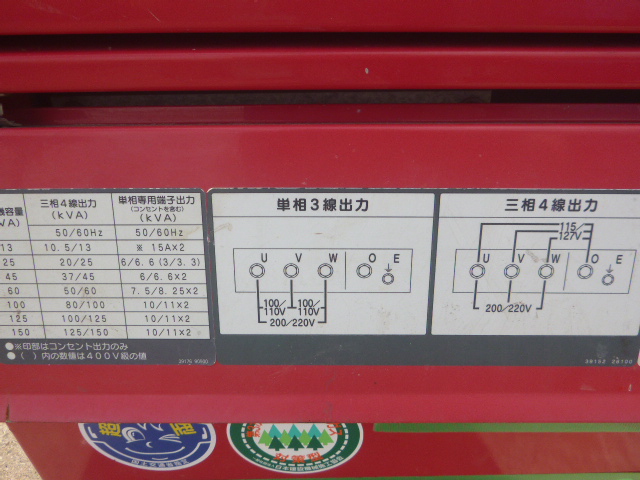 機容量 三相4線出力 単相専用端子出力
VA) (kVA) (コンセントを含む)
(kVA)
50/60Hz 50/60Hz
13 10.5/13 ※ 15A×2
25 20/25 6/6.6(3/3.3)
45 37/45 6/6.6×2
60 50/60 7.5/8.25×2
100 80/100 10/11×2
125 100/125 10/11×2
150 125/150 10/11×2
●※印部はコンセント出力のみ
●( )内の数値は400V級の値
単相3線出力
U V W O E
100/110V 100/110V
200/220V
三相4線出力
115/127V
U V W O E
200/220V
超